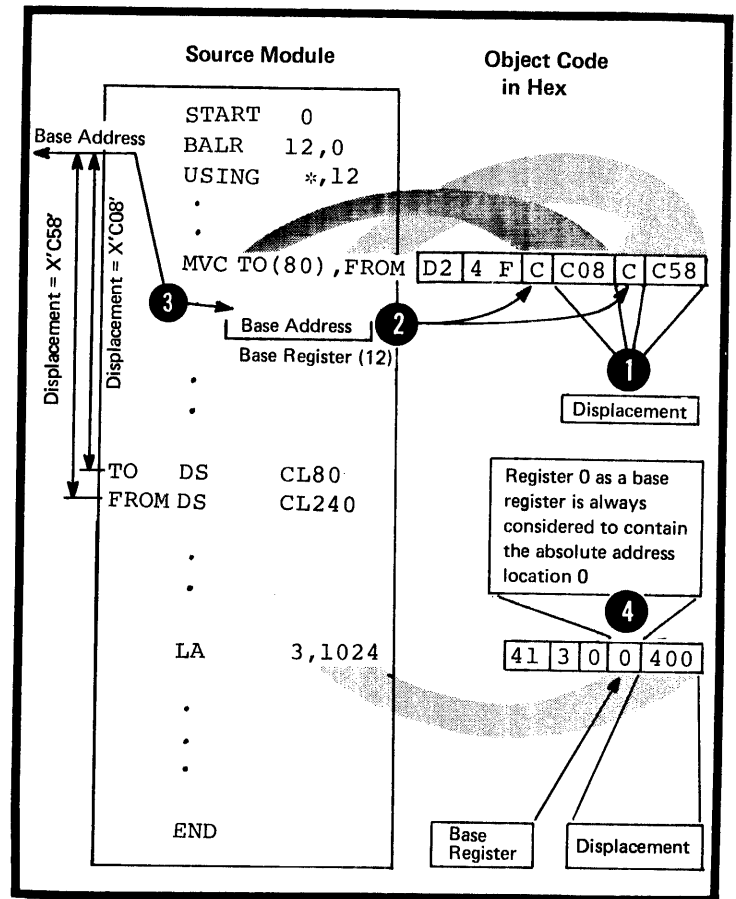 Source Module
Object Code
in Hex
START 0
Base Address
BALR 12,0
USING *,12
.
.
MVC TO(80),FROM D2 4 F C C08 C C58
Displacement = X'C58'
Displacement = X'C08'
3
Base Address
2
Base Register (12)
1
Displacement
.
.
TO DS CL80
FROM DS CL240
Register 0 as a base
register is always
considered to contain
the absolute address
location 0
4
.
.
LA 3,1024 41 3 0 0 400
.
.
.
END
Base
Register
Displacement